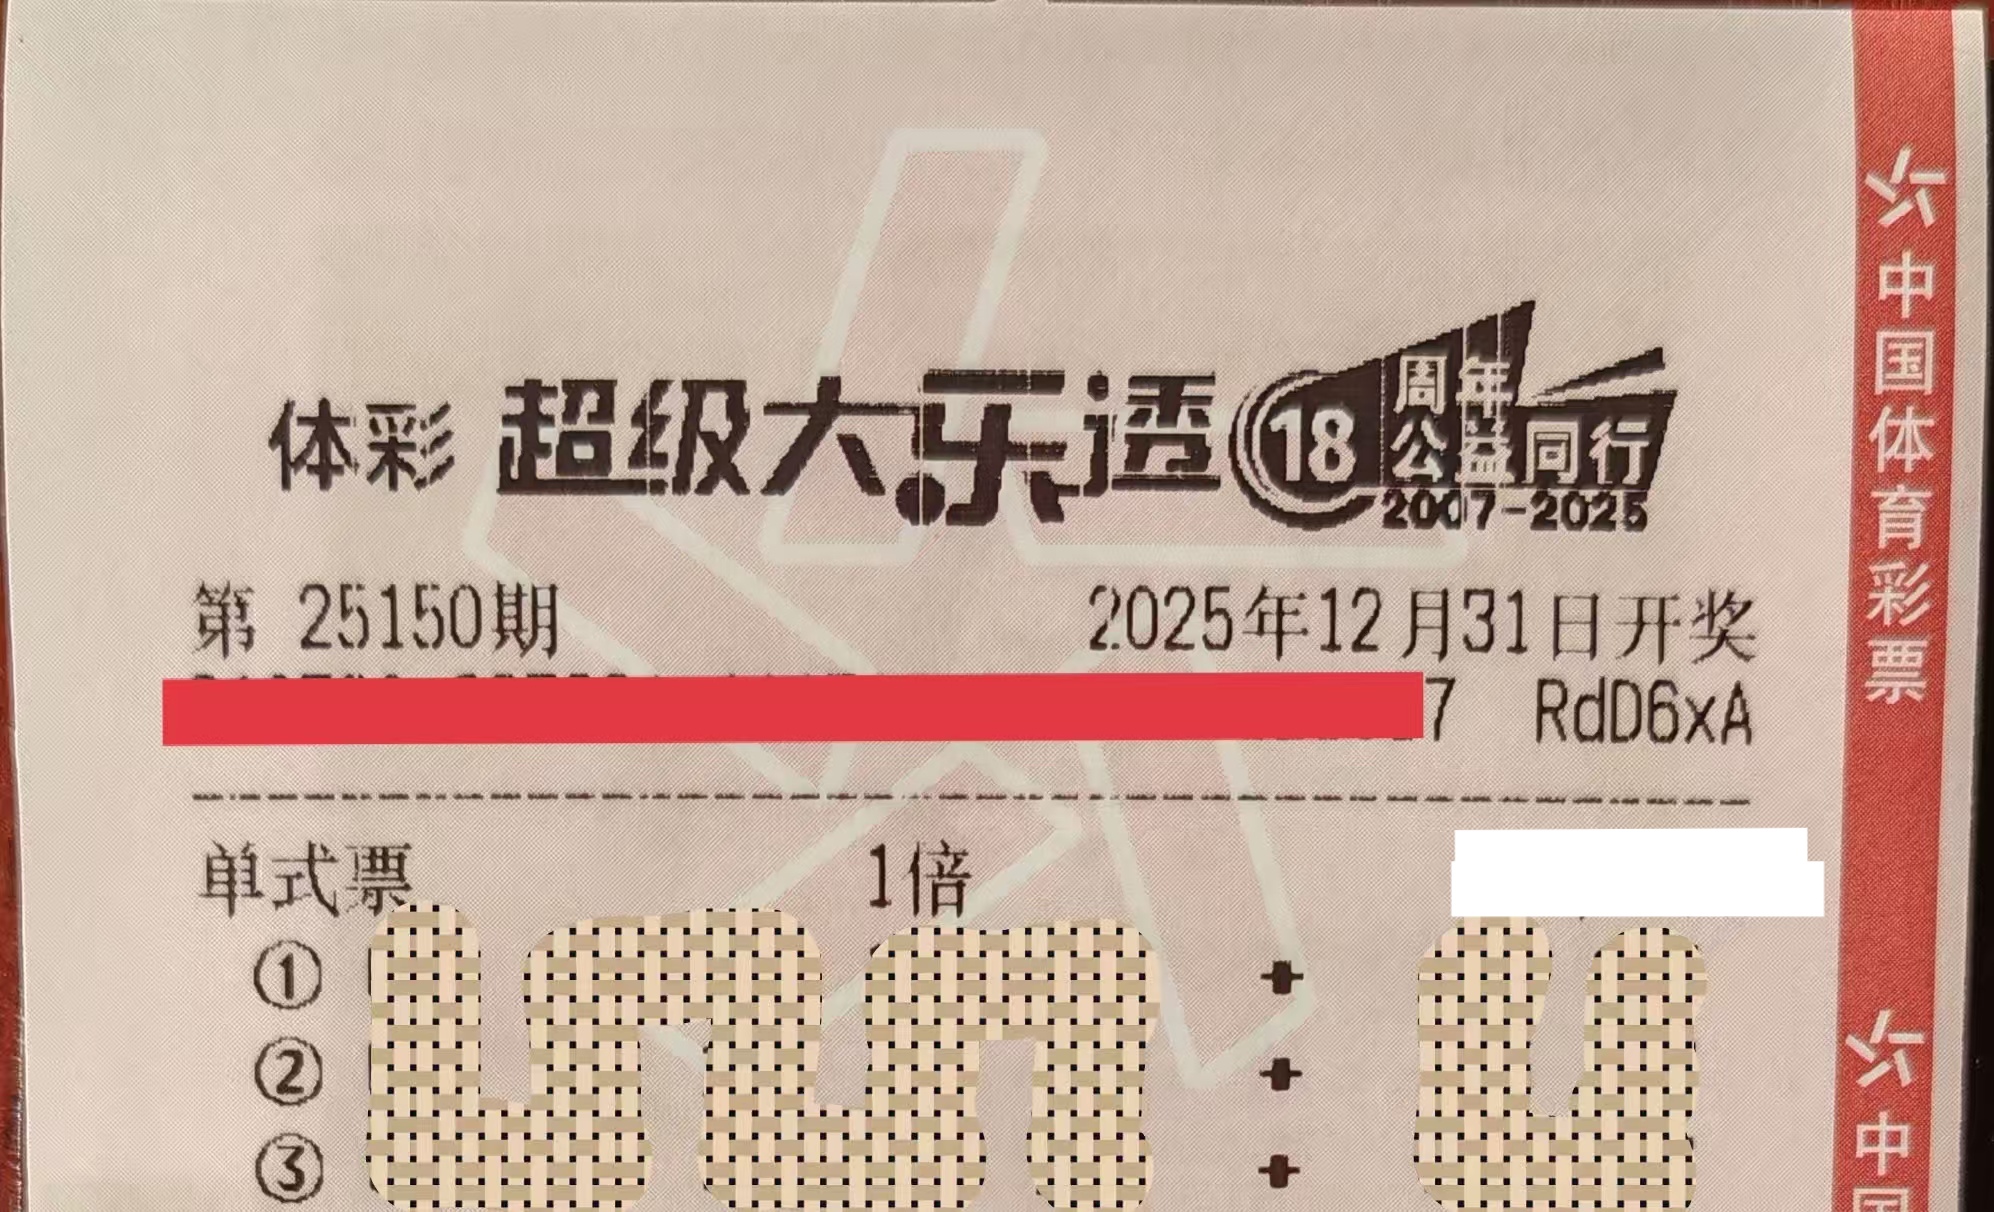 体彩 超级大乐透 18 周年
公益同行
2007-2025
第 25150期 2025年12月31日开奖
7 RdD6xA
单式票 1倍
① +
② +
③ +
中国体育彩票
中国